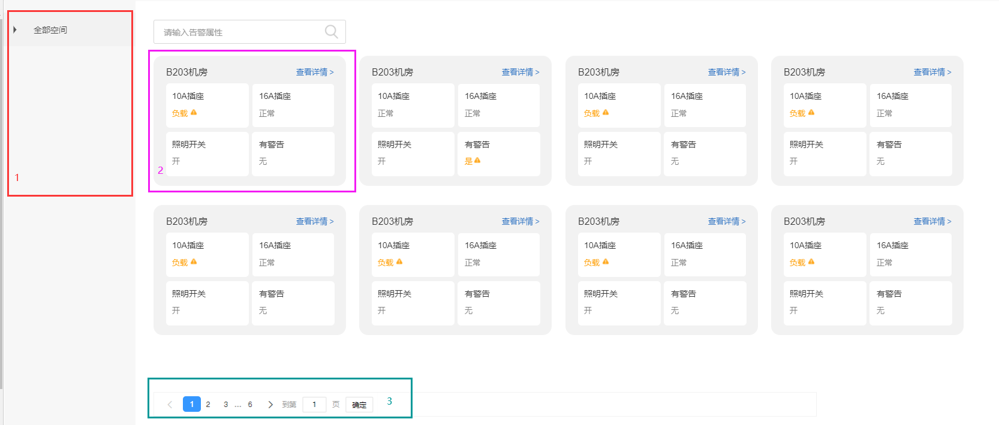 全部空间
1
请输入告警属性
B203机房 查看详情 >
10A插座 16A插座
负载 正常
照明开关 有警告
开 无
2
B203机房 查看详情 >
10A插座 16A插座
正常 正常
照明开关 有警告
开 是
B203机房 查看详情 >
10A插座 16A插座
负载 正常
照明开关 有警告
开 无
B203机房 查看详情 >
10A插座 16A插座
负载 正常
照明开关 有警告
开 无
B203机房 查看详情 >
10A插座 16A插座
负载 正常
照明开关 有警告
开 无
B203机房 查看详情 >
10A插座 16A插座
负载 正常
照明开关 有警告
开 无
B203机房 查看详情 >
10A插座 16A插座
负载 正常
照明开关 有警告
开 无
B203机房 查看详情 >
10A插座 16A插座
负载 正常
照明开关 有警告
开 无
1 2 3 ... 6 到第 1 页 确定
3